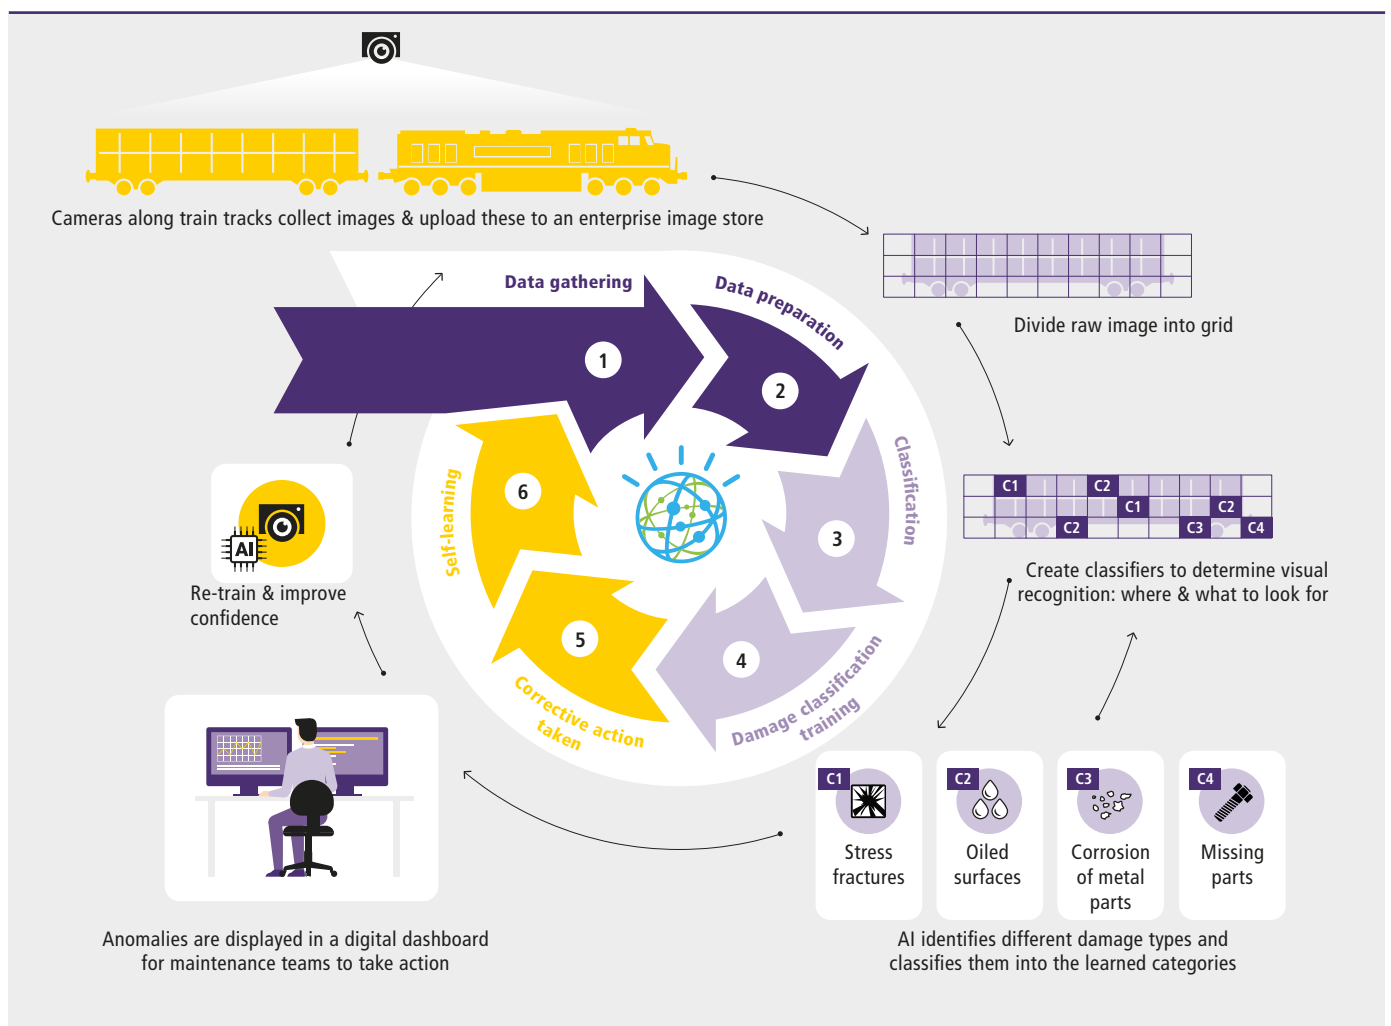 Cameras along train tracks collect images & upload these to an enterprise image store
Divide raw image into grid
Data gathering
1
Data preparation
2
Classification
3
Damage classification
training
4
Corrective action
taken
5
Self-learning
6
C1
C2
C1
C2
C2
C3
C4
Create classifiers to determine visual
recognition: where & what to look for
AI
Re-train & improve
confidence
C1
Stress
fractures
C2
Oiled
surfaces
C3
Corrosion
of metal
parts
C4
Missing
parts
AI identifies different damage types and
classifies them into the learned categories
Anomalies are displayed in a digital dashboard
for maintenance teams to take action